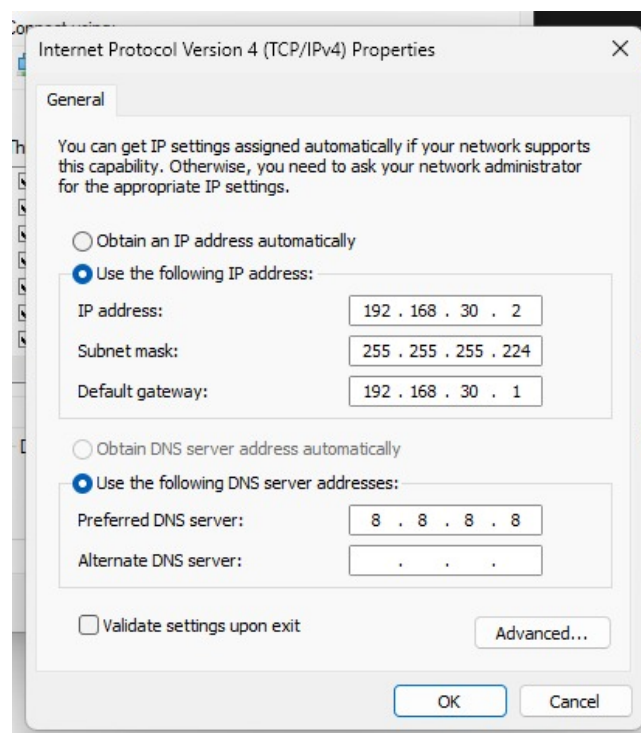 Internet Protocol Version 4 (TCP/IPv4) Properties
General
You can get IP settings assigned automatically if your network supports
this capability. Otherwise, you need to ask your network administrator
for the appropriate IP settings.
Obtain an IP address automatically
Use the following IP address:
IP address: 192 . 168 . 30 . 2
Subnet mask: 255 . 255 . 255 . 224
Default gateway: 192 . 168 . 30 . 1
Obtain DNS server address automatically
Use the following DNS server addresses:
Preferred DNS server: 8 . 8 . 8 . 8
Alternate DNS server: . . .
Validate settings upon exit
Advanced...
OK Cancel